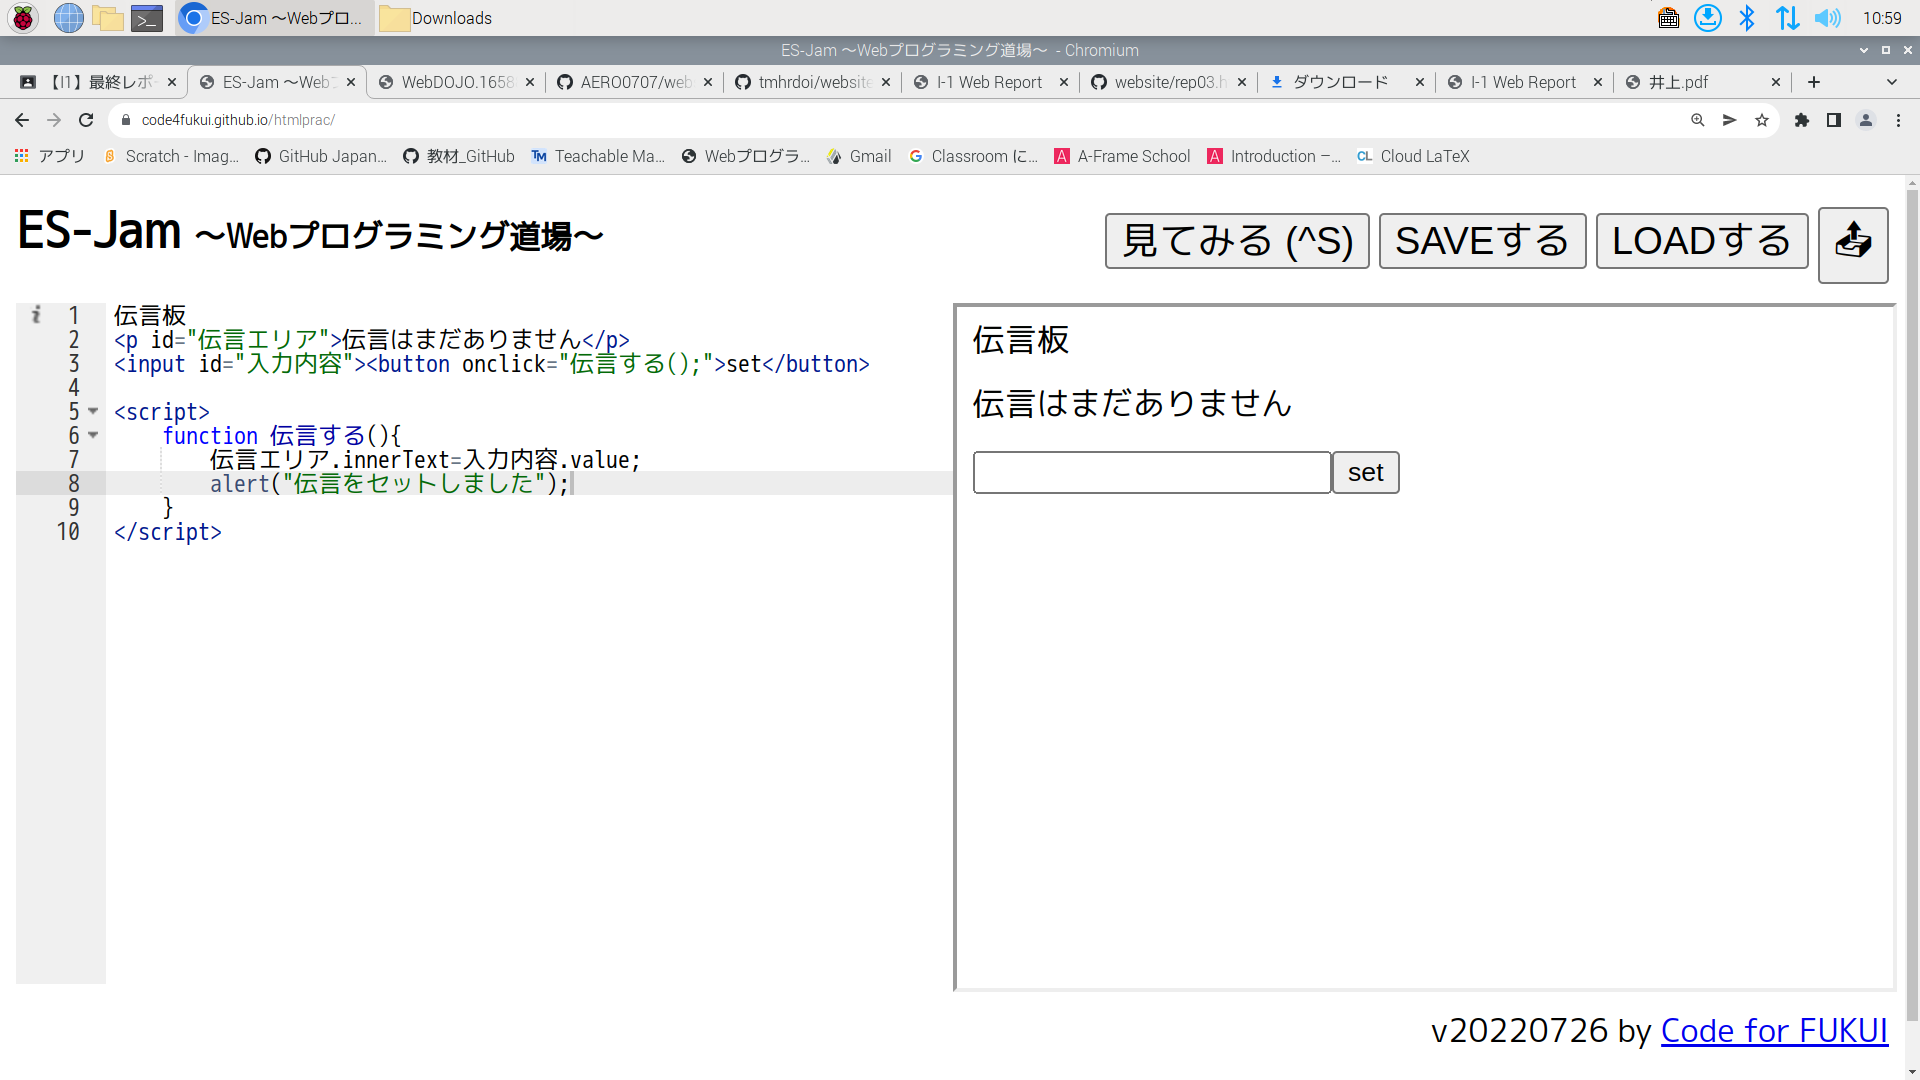 ES-Jam ～Webプロ...
Downloads
10:59
ES-Jam ～Webプログラミング道場～ - Chromium
【I1】最終レポ
ES-Jam ～Web
WebDOJO.1658
AERO0707/web
tmhrdoi/website
I-1 Web Report
website/rep03.h
ダウンロード
I-1 Web Report
井上.pdf
code4fukui.github.io/htmlprac/
アプリ
Scratch - Imag...
GitHub Japan...
教材_GitHub
Teachable Ma...
Webプログラ...
Gmail
Classroom に...
A-Frame School
Introduction –...
Cloud LaTeX
ES-Jam ～Webプログラミング道場～
見てみる (^S)
SAVEする
LOADする
1 伝言板
2 <p id="伝言エリア">伝言はまだありません</p>
3 <input id="入力内容"><button onclick="伝言する();">set</button>
4
5 <script>
6 function 伝言する(){
7 伝言エリア.innerText=入力内容.value;
8 alert("伝言をセットしました");
9 }
10 </script>
伝言板
伝言はまだありません
set
v20220726 by Code for FUKUI